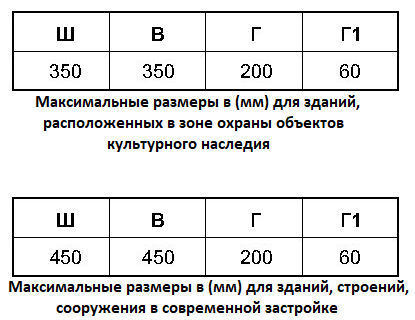 Ш В Г Г1
350 350 200 60
Максимальные размеры в (мм) для зданий,
расположенных в зоне охраны объектов
культурного наследия
Ш В Г Г1
450 450 200 60
Максимальные размеры в (мм) для зданий, строений,
сооружения в современной застройке